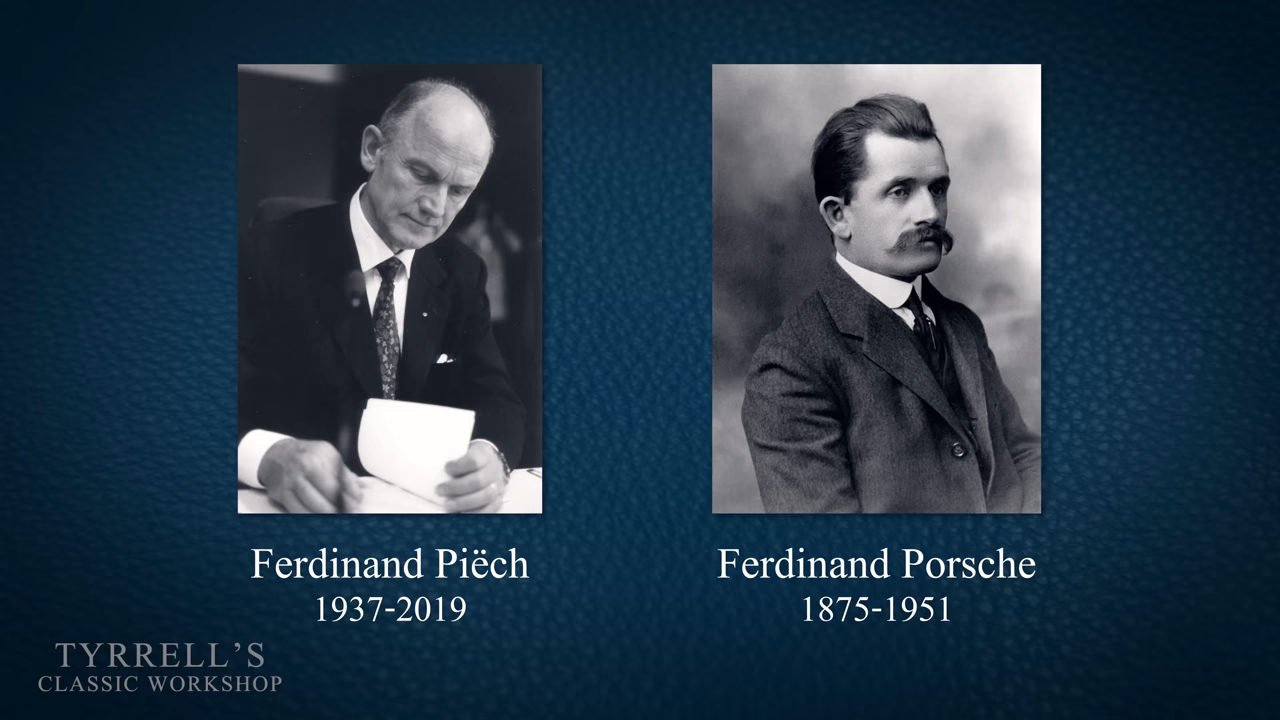 Ferdinand Piëch
1937-2019
Ferdinand Porsche
1875-1951
TYRRELL'S
CLASSIC WORKSHOP